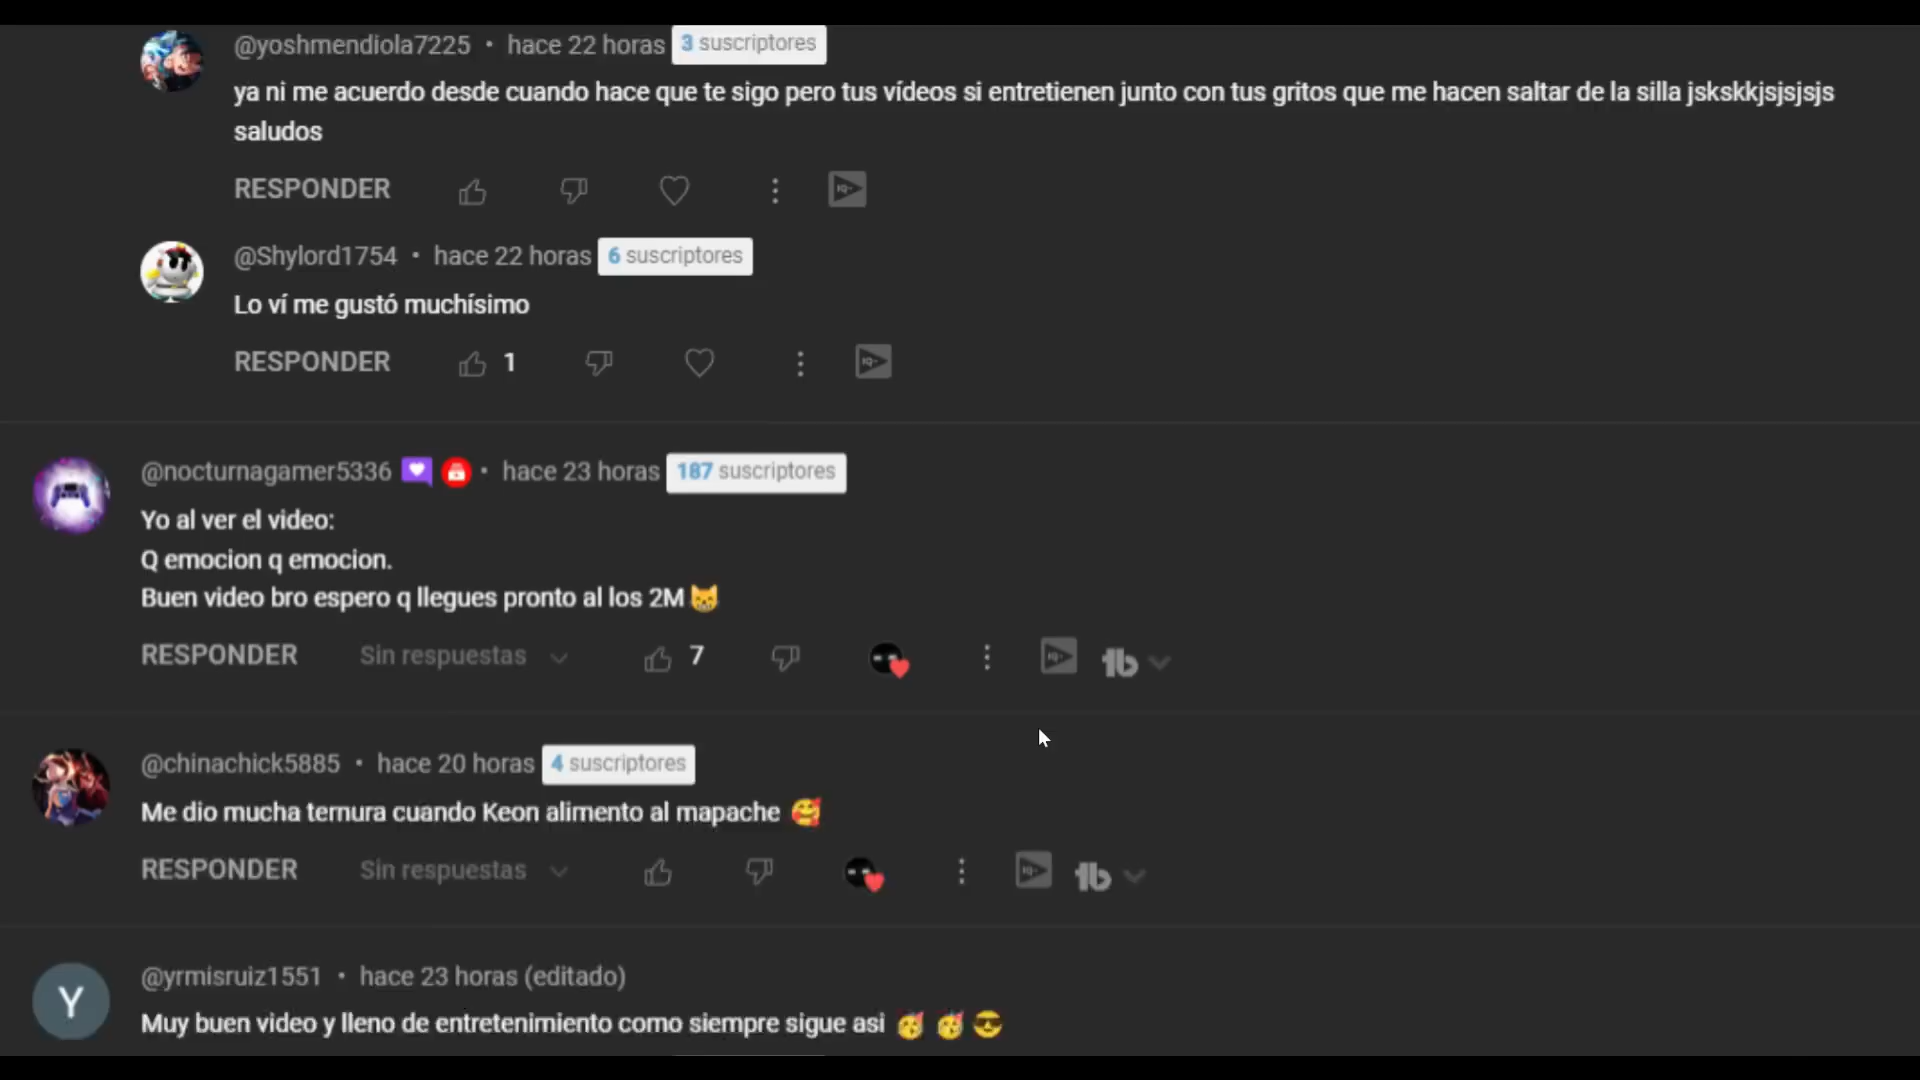 @yoshmendiola7225 • hace 22 horas 3 suscriptores
ya ni me acuerdo desde cuando hace que te sigo pero tus vídeos si entretienen junto con tus gritos que me hacen saltar de la silla jskskkjsjsjsjs
saludos
RESPONDER
@Shylord1754 • hace 22 horas 6 suscriptores
Lo ví me gustó muchísimo
RESPONDER 1
@nocturnagamer5336 • hace 23 horas 187 suscriptores
Yo al ver el video:
Q emocion q emocion.
Buen video bro espero q llegues pronto al los 2M 😸
RESPONDER Sin respuestas 7
@chinachick5885 • hace 20 horas 4 suscriptores
Me dio mucha ternura cuando Keon alimento al mapache 🥰
RESPONDER Sin respuestas
@yrmisruiz1551 • hace 23 horas (editado)
Y
Muy buen video y lleno de entretenimiento como siempre sigue asi 🥳 🥳 😎